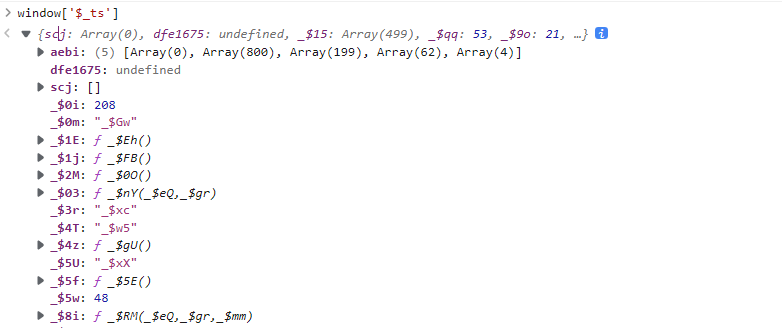 > window['$_ts']
< ▼ {scj: Array(0), dfe1675: undefined, _$15: Array(499), _$qq: 53, _$9o: 21, …} i
▶ aebi: (5) [Array(0), Array(800), Array(199), Array(62), Array(4)]
dfe1675: undefined
▶ scj: []
_$0i: 208
_$0m: "_$Gw"
▶ _$1E: ƒ _$Eh()
▶ _$1j: ƒ _$FB()
▶ _$2M: ƒ _$0O()
▶ _$03: ƒ _$nY(_$eQ,_$gr)
_$3r: "_$xc"
_$4T: "_$w5"
▶ _$4z: ƒ _$gU()
_$5U: "_$xX"
▶ _$5f: ƒ _$5E()
_$5w: 48
▶ _$8i: ƒ _$RM(_$eQ,_$gr,_$mm)